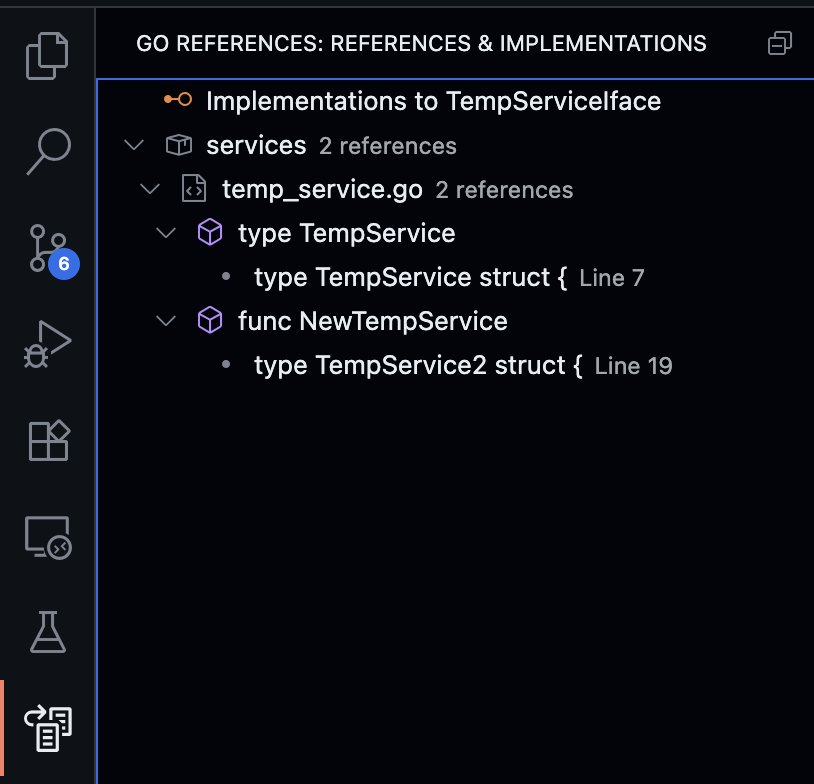 GO REFERENCES: REFERENCES & IMPLEMENTATIONS
Implementations to TempServiceIface
services 2 references
temp_service.go 2 references
type TempService
type TempService struct { Line 7
6
func NewTempService
type TempService2 struct { Line 19